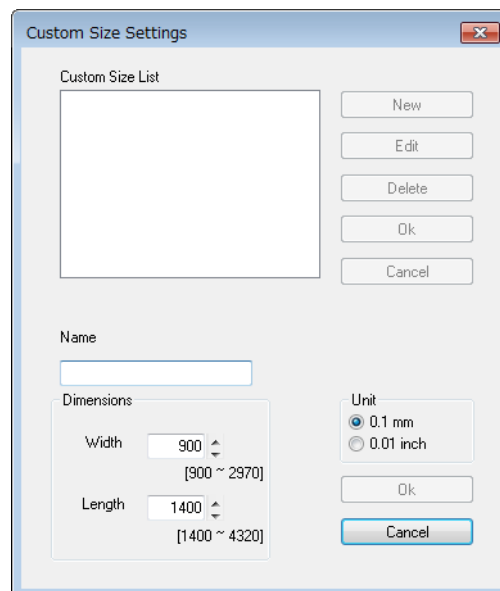 Custom Size Settings
Custom Size List
New
Edit
Delete
Ok
Cancel
Name
Dimensions
Width 900
[900 ~ 2970]
Length 1400
[1400 ~ 4320]
Unit
0.1 mm
0.01 inch
Ok
Cancel